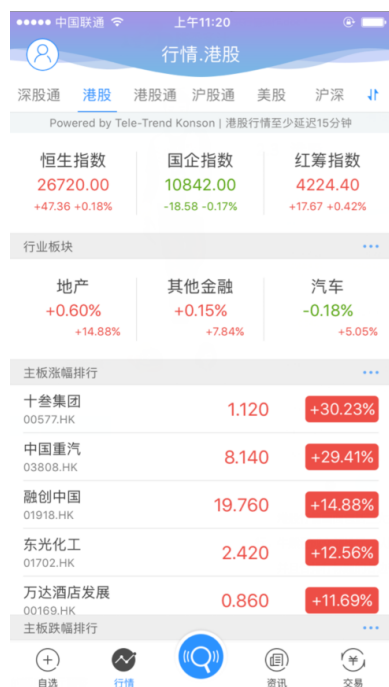 中国联通 上午11:20
行情.港股
深股通 港股 港股通 沪股通 美股 沪深
Powered by Tele-Trend Konson | 港股行情至少延迟15分钟
恒生指数 国企指数 红筹指数
26720.00 10842.00 4224.40
+47.36 +0.18% -18.58 -0.17% +17.67 +0.42%
行业板块
地产 其他金融 汽车
+0.60% +0.15% -0.18%
+14.88% +7.84% +5.05%
主板涨幅排行
十叁集团 1.120 +30.23%
00577.HK
中国重汽 8.140 +29.41%
03808.HK
融创中国 19.760 +14.88%
01918.HK
东光化工 2.420 +12.56%
01702.HK
万达酒店发展 0.860 +11.69%
00169.HK
主板跌幅排行
自选 行情 资讯 交易